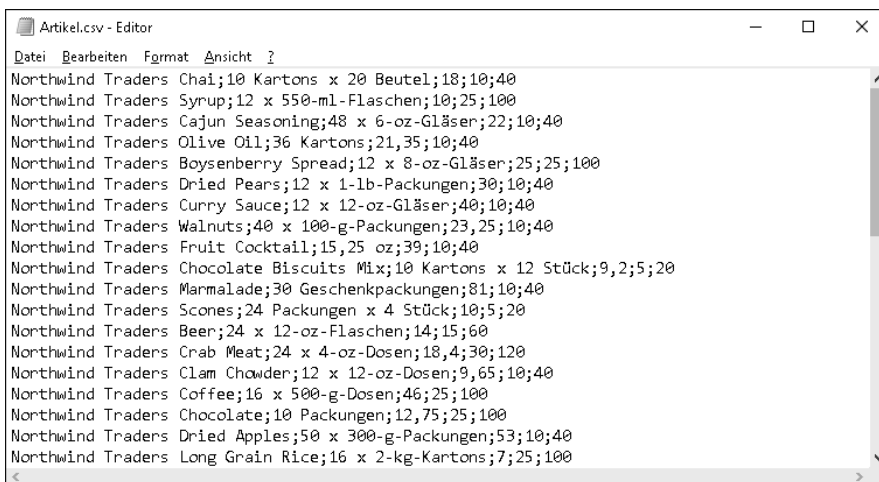 Artikel.csv - Editor
Datei Bearbeiten Format Ansicht ?
Northwind Traders Chai;10 Kartons x 20 Beutel;18;10;40
Northwind Traders Syrup;12 x 550-ml-Flaschen;10;25;100
Northwind Traders Cajun Seasoning;48 x 6-oz-Gläser;22;10;40
Northwind Traders Olive Oil;36 Kartons;21,35;10;40
Northwind Traders Boysenberry Spread;12 x 8-oz-Gläser;25;25;100
Northwind Traders Dried Pears;12 x 1-lb-Packungen;30;10;40
Northwind Traders Curry Sauce;12 x 12-oz-Gläser;40;10;40
Northwind Traders Walnuts;40 x 100-g-Packungen;23,25;10;40
Northwind Traders Fruit Cocktail;15,25 oz;39;10;40
Northwind Traders Chocolate Biscuits Mix;10 Kartons x 12 Stück;9,2;5;20
Northwind Traders Marmalade;30 Geschenkpackungen;81;10;40
Northwind Traders Scones;24 Packungen x 4 Stück;10;5;20
Northwind Traders Beer;24 x 12-oz-Flaschen;14;15;60
Northwind Traders Crab Meat;24 x 4-oz-Dosen;18,4;30;120
Northwind Traders Clam Chowder;12 x 12-oz-Dosen;9,65;10;40
Northwind Traders Coffee;16 x 500-g-Dosen;46;25;100
Northwind Traders Chocolate;10 Packungen;12,75;25;100
Northwind Traders Dried Apples;50 x 300-g-Packungen;53;10;40
Northwind Traders Long Grain Rice;16 x 2-kg-Kartons;7;25;100